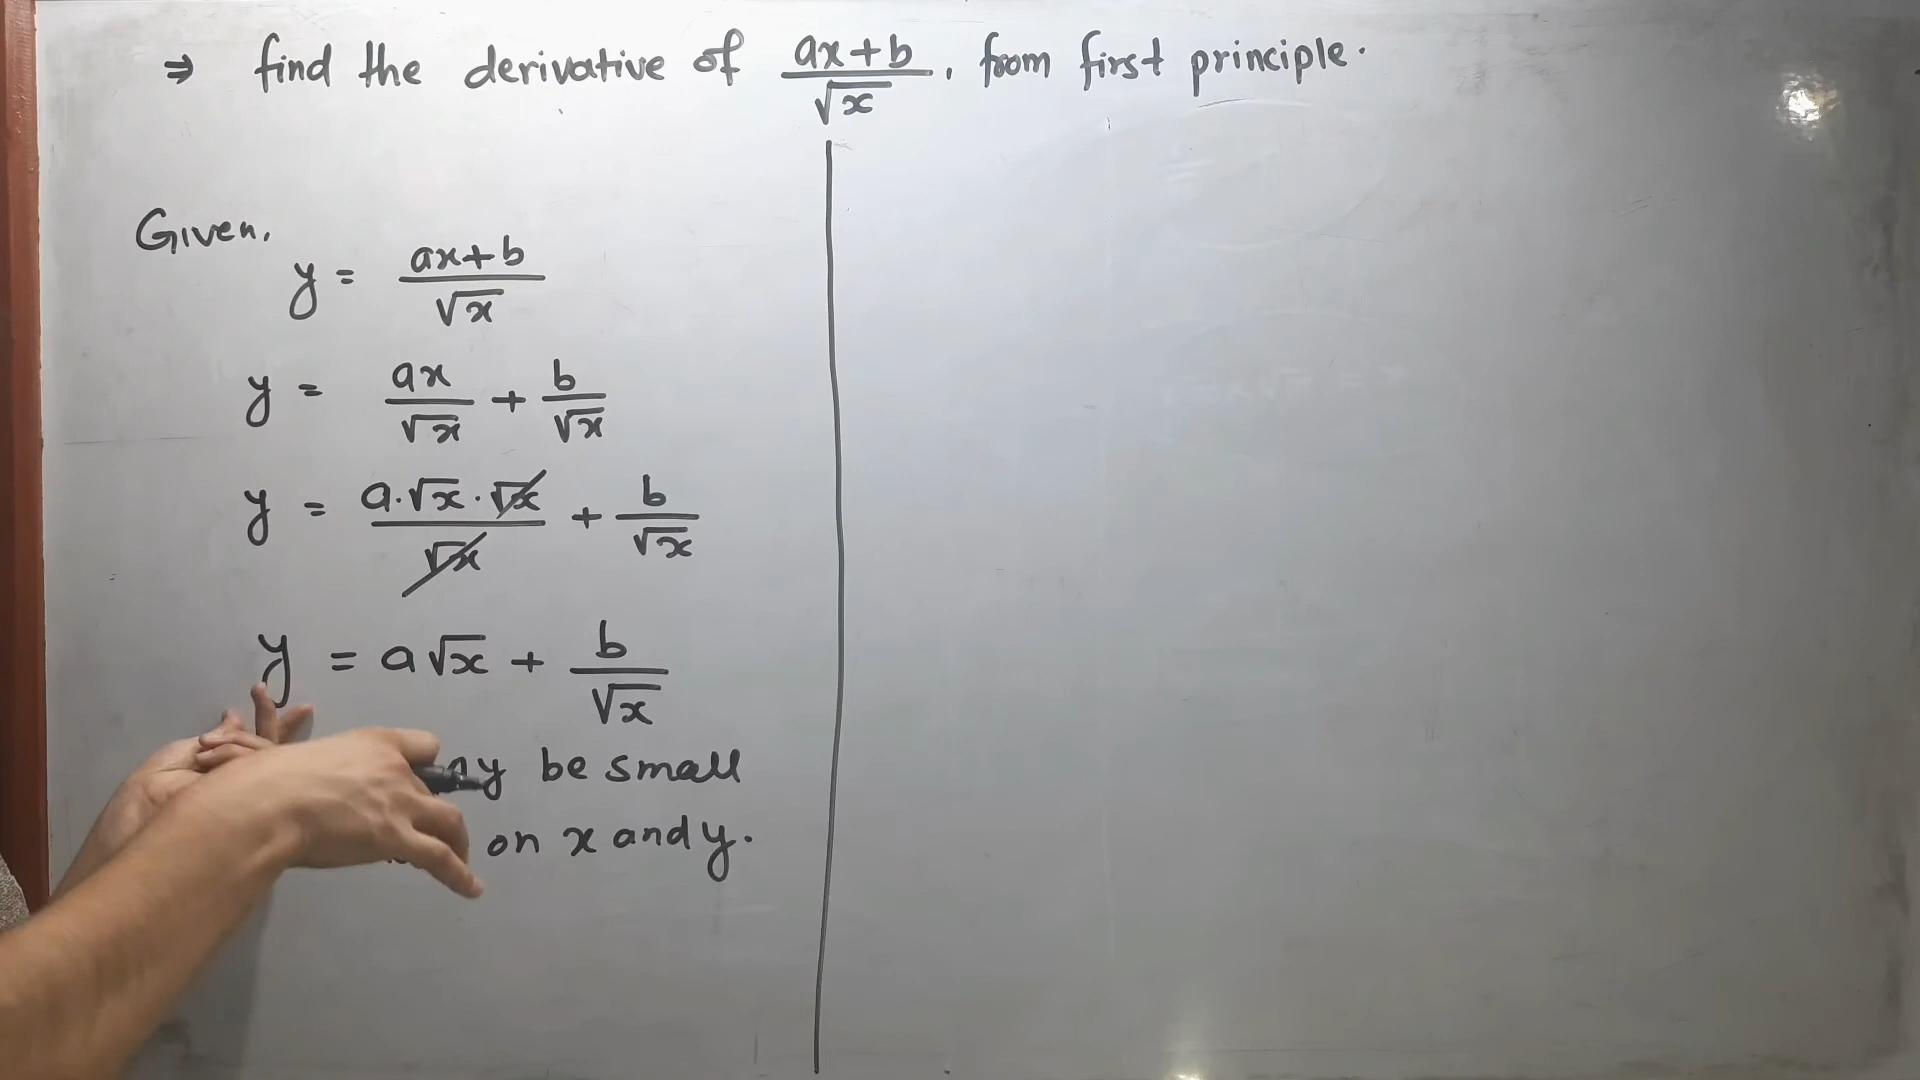 ⇒ find the derivative of (ax+b)/√x, from first principle.
Given,
y = (ax+b)/√x
y = ax/√x + b/√x
y = (a·√x·√x)/√x + b/√x
y = a√x + b/√x
be small
on x and y.